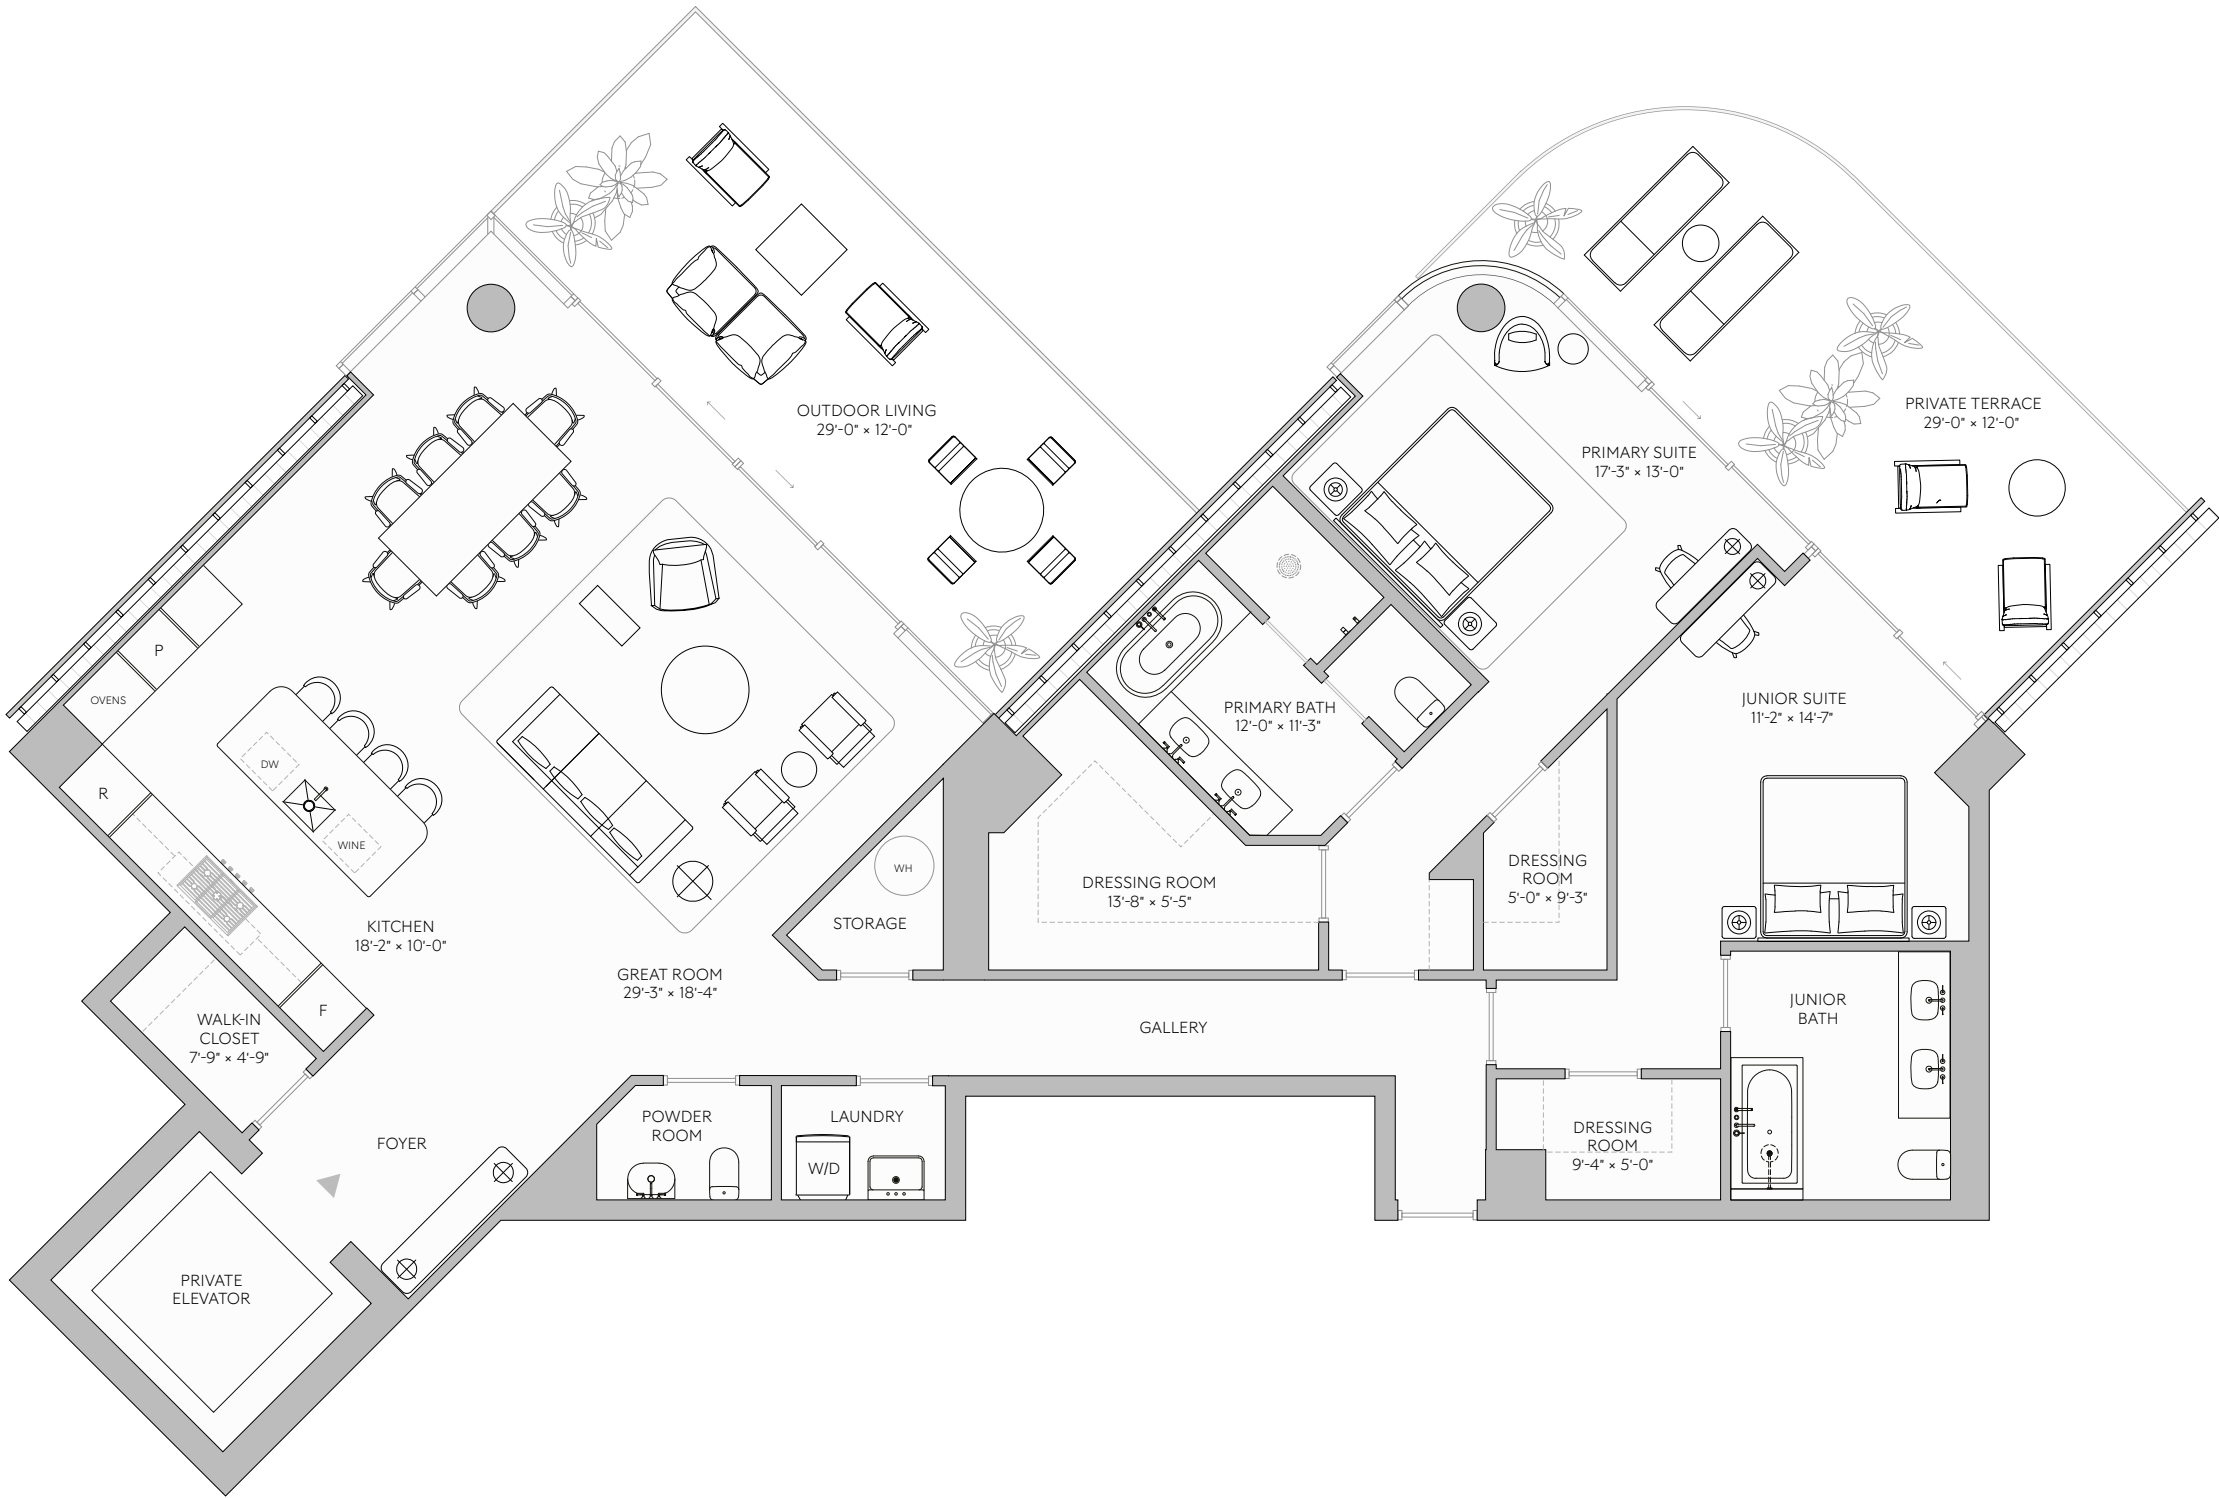 OUTDOOR LIVING
29'-0" × 12'-0"
PRIVATE TERRACE
29'-0" × 12'-0"
PRIMARY SUITE
17'-3" × 13'-0"
P
OVENS
JUNIOR SUITE
11'-2" × 14'-7"
PRIMARY BATH
12'-0" × 11'-3"
DW
R
WINE
WH
STORAGE
DRESSING ROOM
13'-8" × 5'-5"
DRESSING
ROOM
5'-0" × 9'-3"
KITCHEN
18'-2" × 10'-0"
GREAT ROOM
29'-3" × 18'-4"
F
WALK-IN
CLOSET
7'-9" × 4'-9"
GALLERY
JUNIOR
BATH
FOYER
POWDER
ROOM
LAUNDRY
W/D
DRESSING
ROOM
9'-4" × 5'-0"
PRIVATE
ELEVATOR